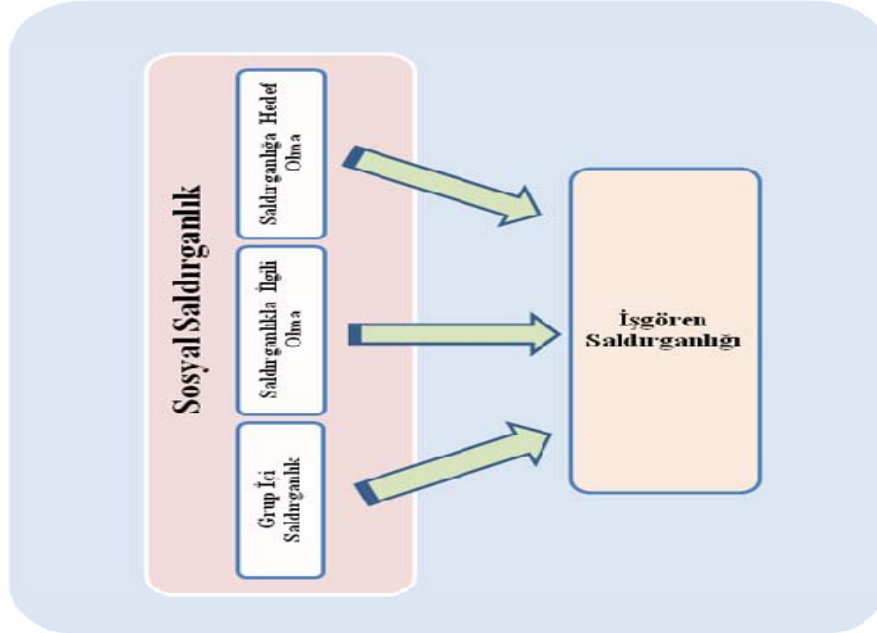 Sosyal Saldırganlık
Saldırganlığa Hedef
Olma
Saldırganlıkla İlgili
Olma
Grup İçi
Saldırganlık
İşgören
Saldırganlığı